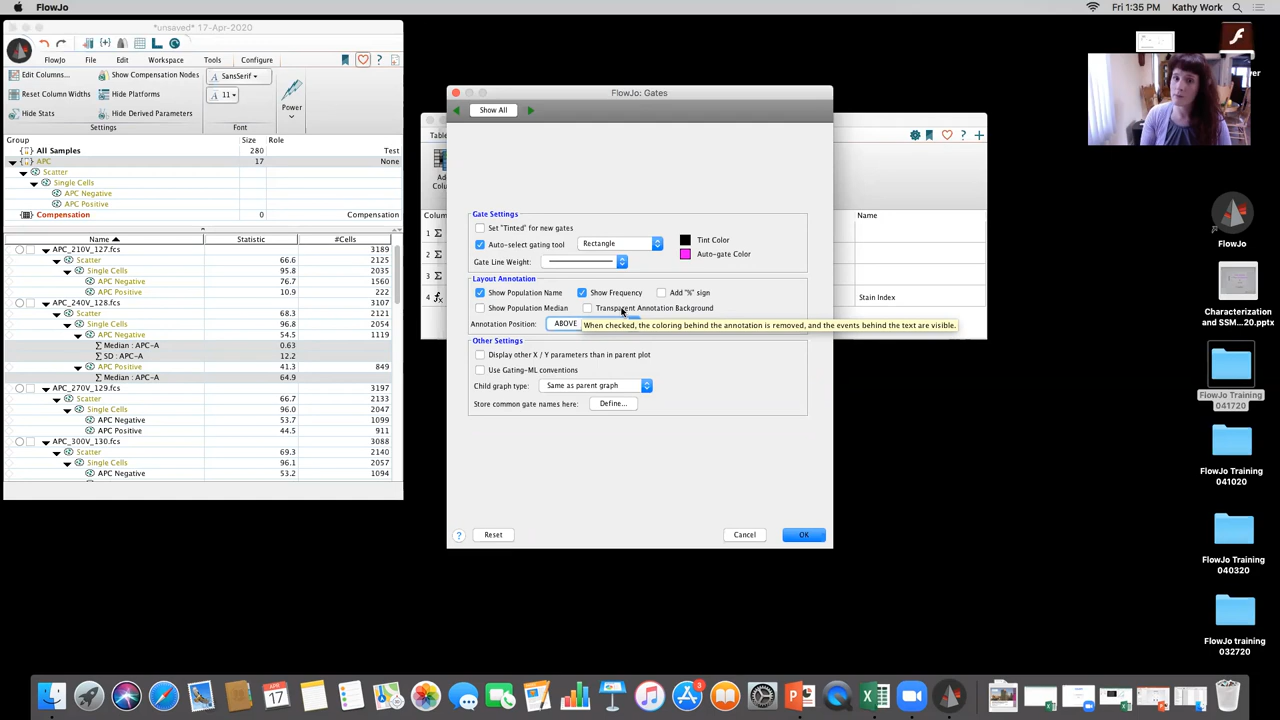 FlowJo
Fri 1:35 PM Kathy Work
*unsaved* 17-Apr-2020
FlowJo File Edit Workspace Tools Configure
Edit Columns... Show Compensation Nodes SansSerif
Reset Column Widths Hide Platforms 11 Power
Hide Stats Hide Derived Parameters
Settings Font
Group Size Role
All Samples 280 Test
APC 17 None
Scatter
Single Cells
APC Negative
APC Positive
Compensation 0 Compensation
Name Statistic #Cells
APC_210V_127.fcs 3189
Scatter 66.6 2125
Single Cells 95.8 2035
APC Negative 76.7 1560
APC Positive 10.9 222
APC_240V_128.fcs 3107
Scatter 68.3 2121
Single Cells 96.8 2054
APC Negative 54.5 1119
Median : APC-A 0.63
SD : APC-A 12.2
APC Positive 41.3 849
Median : APC-A 64.9
APC_270V_129.fcs 3197
Scatter 66.7 2133
Single Cells 96.0 2047
APC Negative 53.7 1099
APC Positive 44.5 911
APC_300V_130.fcs 3088
Scatter 69.3 2140
Single Cells 96.1 2057
APC Negative 53.2 1094
FlowJo: Gates
Show All
Gate Settings
Set "Tinted" for new gates
Auto-select gating tool Rectangle Tint Color
Auto-gate Color
Gate Line Weight:
Layout Annotation
Show Population Name Show Frequency Add "%" sign
Show Population Median Transparent Annotation Background
Annotation Position: ABOVE
When checked, the coloring behind the annotation is removed, and the events behind the text are visible.
Other Settings
Display other X / Y parameters than in parent plot
Use Gating-ML conventions
Child graph type: Same as parent graph
Store common gate names here: Define...
? Reset Cancel OK
Name
1 Σ
2 Σ
3 Σ
4 fx Stain Index
FlowJo
Characterization
and SSM...20.pptx
FlowJo Training
041720
FlowJo Training
041020
FlowJo Training
040320
FlowJo training
032720
APR
17
3